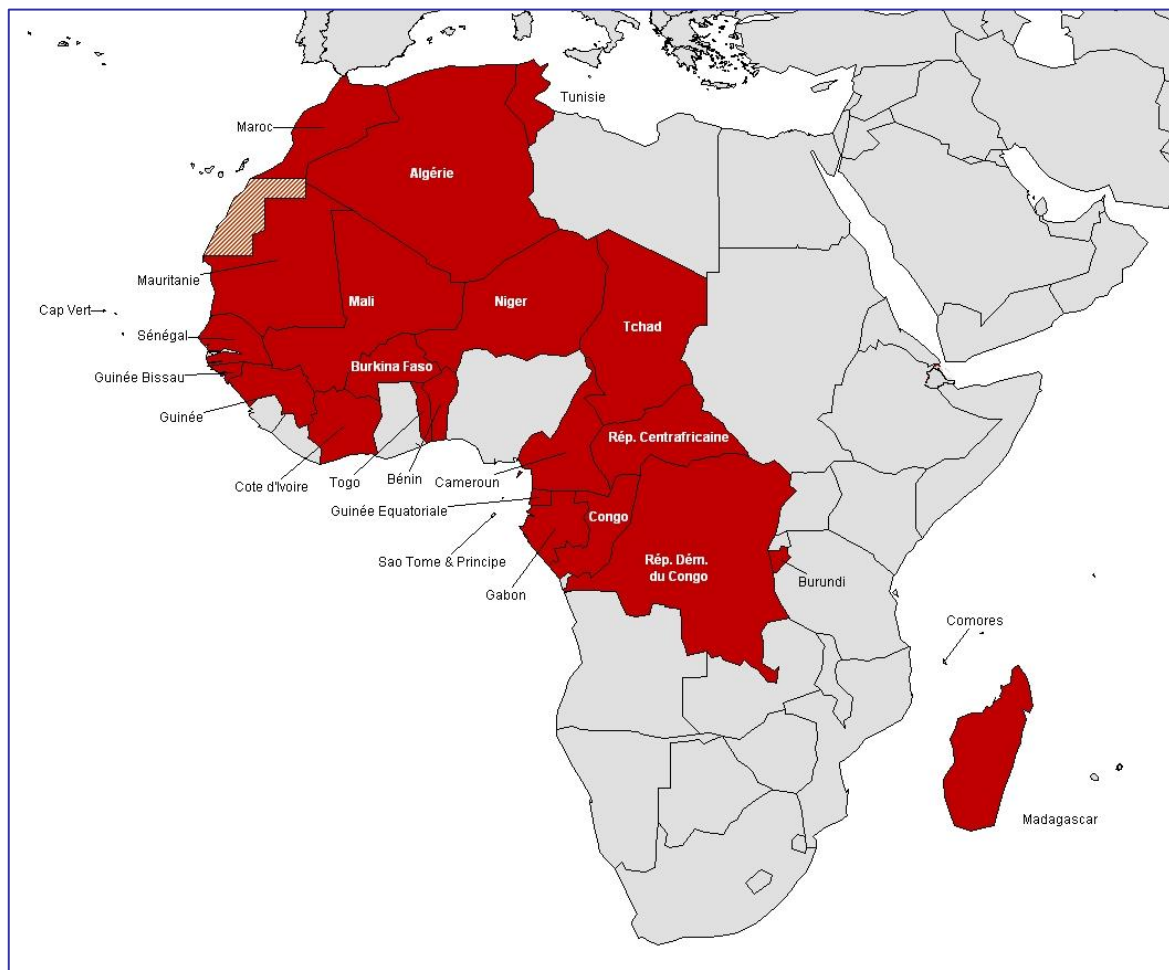 Tunisie
Maroc
Algérie
Mauritanie
Cap Vert
Mali
Niger
Tchad
Sénégal
Burkina Faso
Guinée Bissau
Guinée
Rép. Centrafricaine
Cote d'Ivoire
Togo
Bénin
Cameroun
Guinée Equatoriale
Congo
Sao Tome & Principe
Rép. Dém.
du Congo
Gabon
Burundi
Comores
Madagascar